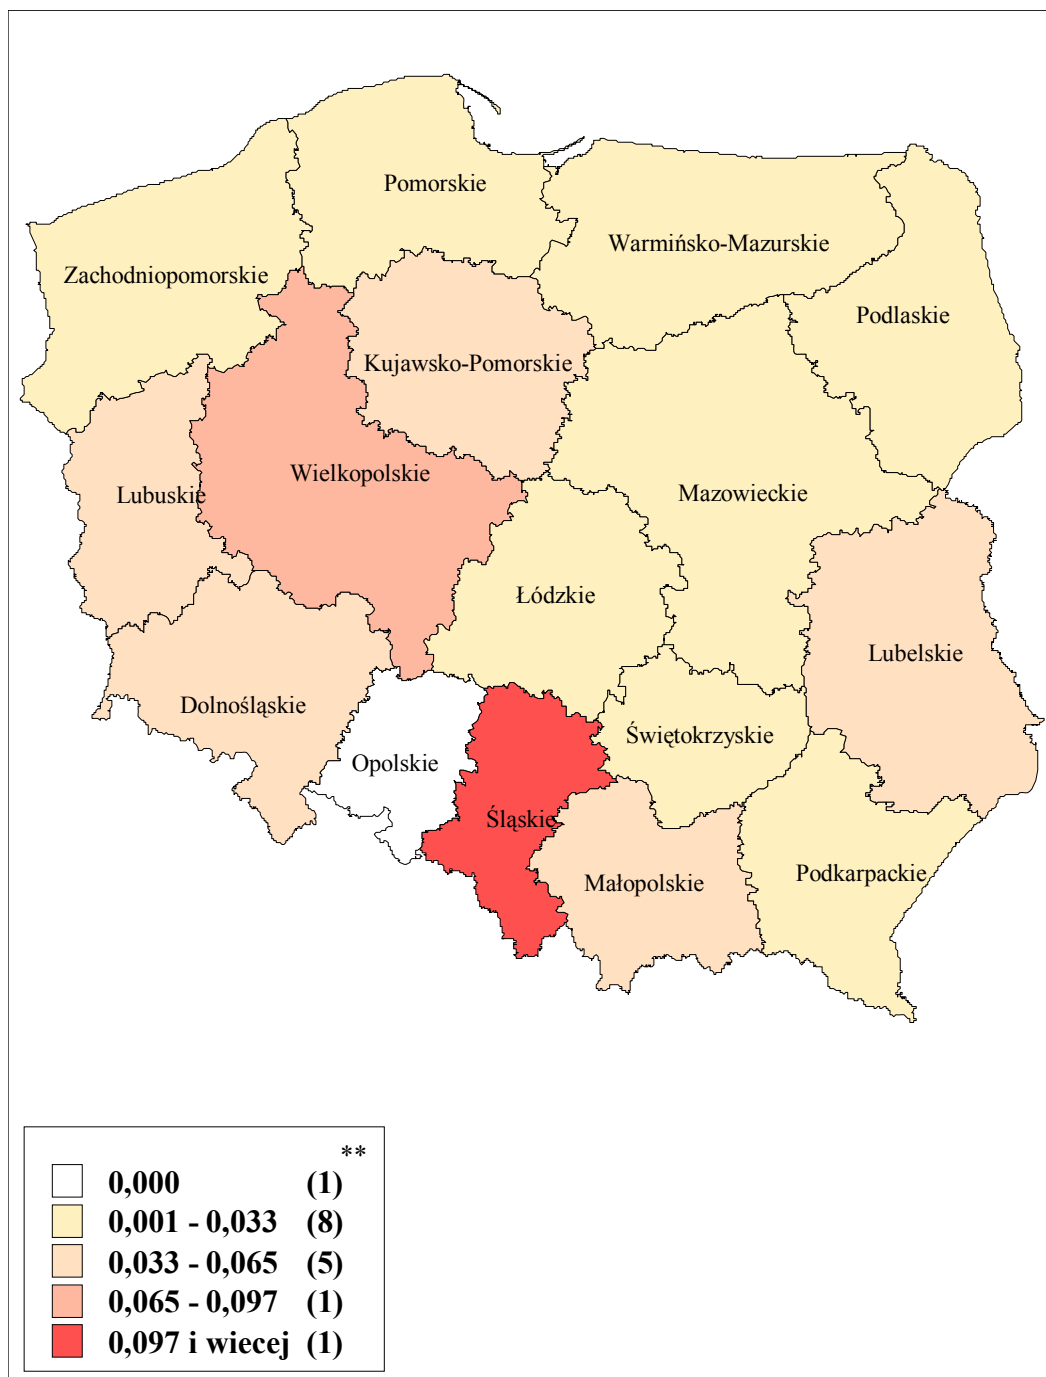 Pomorskie
Warmińsko-Mazurskie
Zachodniopomorskie
Podlaskie
Kujawsko-Pomorskie
Wielkopolskie
Lubuskie
Mazowieckie
Łódzkie
Lubelskie
Dolnośląskie
Świętokrzyskie
Opolskie
Śląskie
Podkarpackie
Małopolskie
**
0,000 (1)
0,001 - 0,033 (8)
0,033 - 0,065 (5)
0,065 - 0,097 (1)
0,097 i wiecej (1)